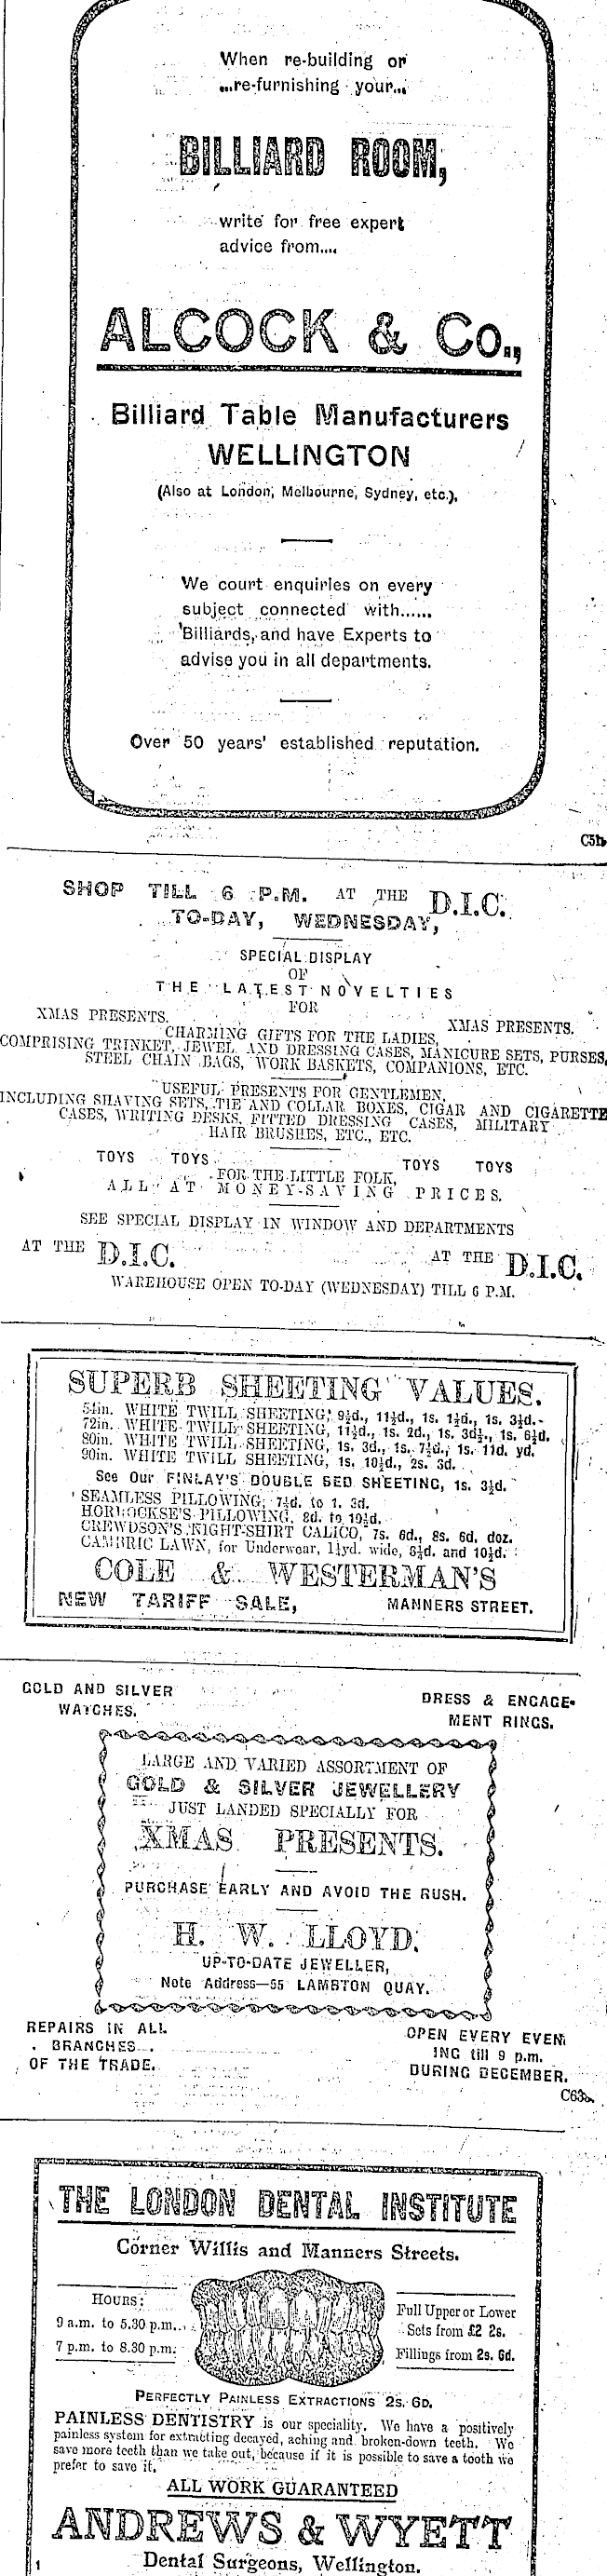 When re-building or
...re-furnishing your...
BILLIARD ROOM,
write for free expert
advice from....
ALCOCK & Co.,
Billiard Table Manufacturers
WELLINGTON
(Also at London, Melbourne, Sydney, etc.).
We court enquiries on every
subject connected with......
Billiards, and have Experts to
advise you in all departments.
Over 50 years' established reputation.
SHOP TILL 6 P.M. AT THE D.I.C.
TO-DAY, WEDNESDAY,
SPECIAL DISPLAY
OF
THE LATEST NOVELTIES
FOR
XMAS PRESENTS. XMAS PRESENTS.
CHARMING GIFTS FOR THE LADIES,
COMPRISING TRINKET, JEWEL AND DRESSING CASES, MANICURE SETS, PURSES,
STEEL CHAIN BAGS, WORK BASKETS, COMPANIONS, ETC.
USEFUL PRESENTS FOR GENTLEMEN,
INCLUDING SHAVING SETS, TIE AND COLLAR BOXES, CIGAR AND CIGARETTE
CASES, WRITING DESKS, FITTED DRESSING CASES, MILITARY
HAIR BRUSHES, ETC., ETC.
TOYS TOYS TOYS TOYS
FOR THE LITTLE FOLK,
ALL AT MONEY-SAVING PRICES.
SEE SPECIAL DISPLAY IN WINDOW AND DEPARTMENTS
AT THE D.I.C. AT THE D.I.C.
WAREHOUSE OPEN TO-DAY (WEDNESDAY) TILL 6 P.M.
SUPERB SHEETING VALUES.
54in. WHITE TWILL SHEETING, 9½d., 11½d., 1s. 1½d., 1s. 3½d.
72in. WHITE TWILL SHEETING, 11½d., 1s. 2d., 1s. 3d½., 1s. 6½d.
80in. WHITE TWILL SHEETING, 1s. 3d., 1s. 7½d., 1s. 11d. yd.
90in. WHITE TWILL SHEETING, 1s. 10½d., 2s. 3d.
See Our FINLAY'S DOUBLE BED SHEETING, 1s. 3½d.
SEAMLESS PILLOWING, 7½d. to 1. 3d.
HORROCKSE'S PILLOWING, 8d. to 10½d.
CREWDSON'S NIGHT-SHIRT CALICO, 7s. 6d., 8s. 6d. doz.
CAMBRIC LAWN, for Underwear, 1¼yd. wide, 8½d. and 10½d.
COLE & WESTERMAN'S
NEW TARIFF SALE, MANNERS STREET.
GOLD AND SILVER
WATCHES.
DRESS & ENGAGE-
MENT RINGS.
LARGE AND VARIED ASSORTMENT OF
GOLD & SILVER JEWELLERY
JUST LANDED SPECIALLY FOR
XMAS PRESENTS.
PURCHASE EARLY AND AVOID THE RUSH.
H. W. LLOYD,
UP-TO-DATE JEWELLER,
Note Address—55 LAMBTON QUAY.
REPAIRS IN ALL
BRANCHES
OF THE TRADE.
OPEN EVERY EVEN
ING till 9 p.m.
DURING DECEMBER.
THE LONDON DENTAL INSTITUTE
Corner Willis and Manners Streets.
HOURS:
9 a.m. to 5.30 p.m.
7 p.m. to 8.30 p.m.
Full Upper or Lower
Sets from £2 2s.
Fillings from 2s. 6d.
PERFECTLY PAINLESS EXTRACTIONS 2S. 6D.
PAINLESS DENTISTRY is our speciality. We have a positively
painless system for extracting decayed, aching and broken-down teeth. We
save more teeth than we take out, because if it is possible to save a tooth we
prefer to save it.
ALL WORK GUARANTEED
ANDREWS & WYETT
Dental Surgeons, Wellington.